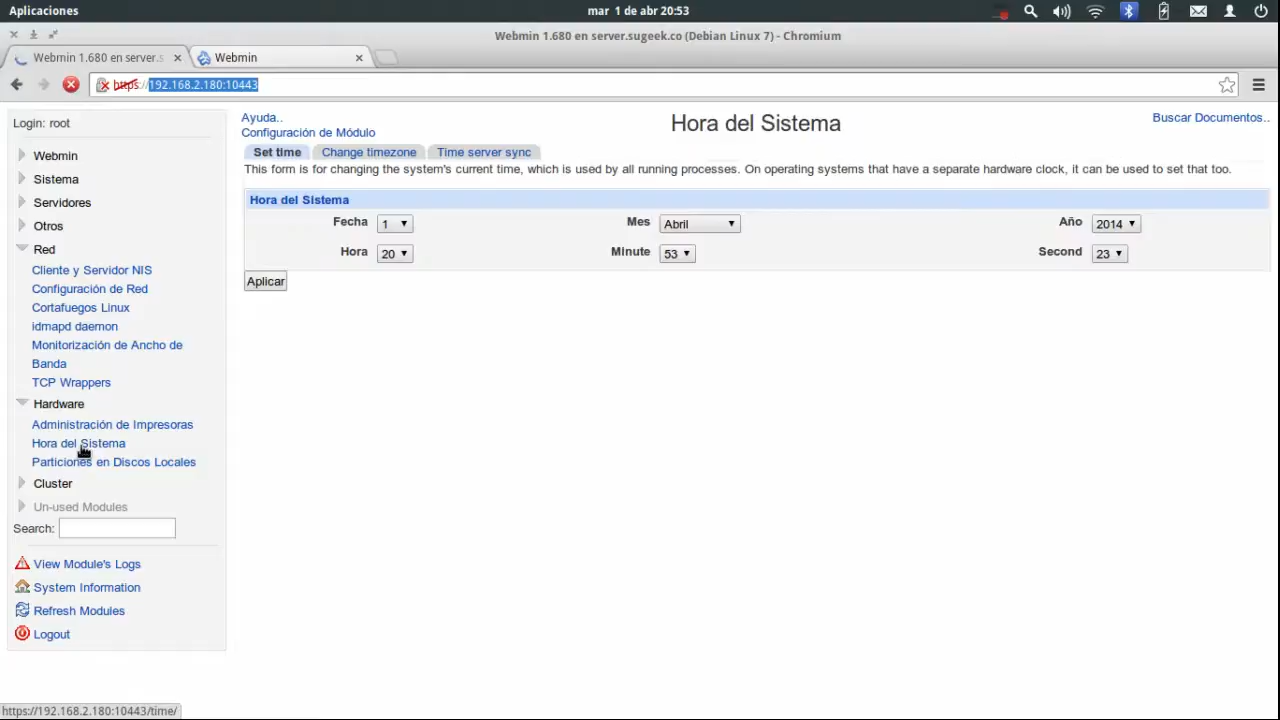 Aplicaciones
mar 1 de abr 20:53
Webmin 1.680 en server.sugeek.co (Debian Linux 7) - Chromium
Webmin 1.680 en server.s
Webmin
https://192.168.2.180:10443
Login: root
Webmin
Sistema
Servidores
Otros
Red
Cliente y Servidor NIS
Configuración de Red
Cortafuegos Linux
idmapd daemon
Monitorización de Ancho de
Banda
TCP Wrappers
Hardware
Administración de Impresoras
Hora del Sistema
Particiones en Discos Locales
Cluster
Un-used Modules
Search:
View Module's Logs
System Information
Refresh Modules
Logout
Ayuda..
Configuración de Módulo
Hora del Sistema
Buscar Documentos..
Set time Change timezone Time server sync
This form is for changing the system's current time, which is used by all running processes. On operating systems that have a separate hardware clock, it can be used to set that too.
Hora del Sistema
Fecha 1 Mes Abril Año 2014
Hora 20 Minute 53 Second 23
Aplicar
https://192.168.2.180:10443/time/